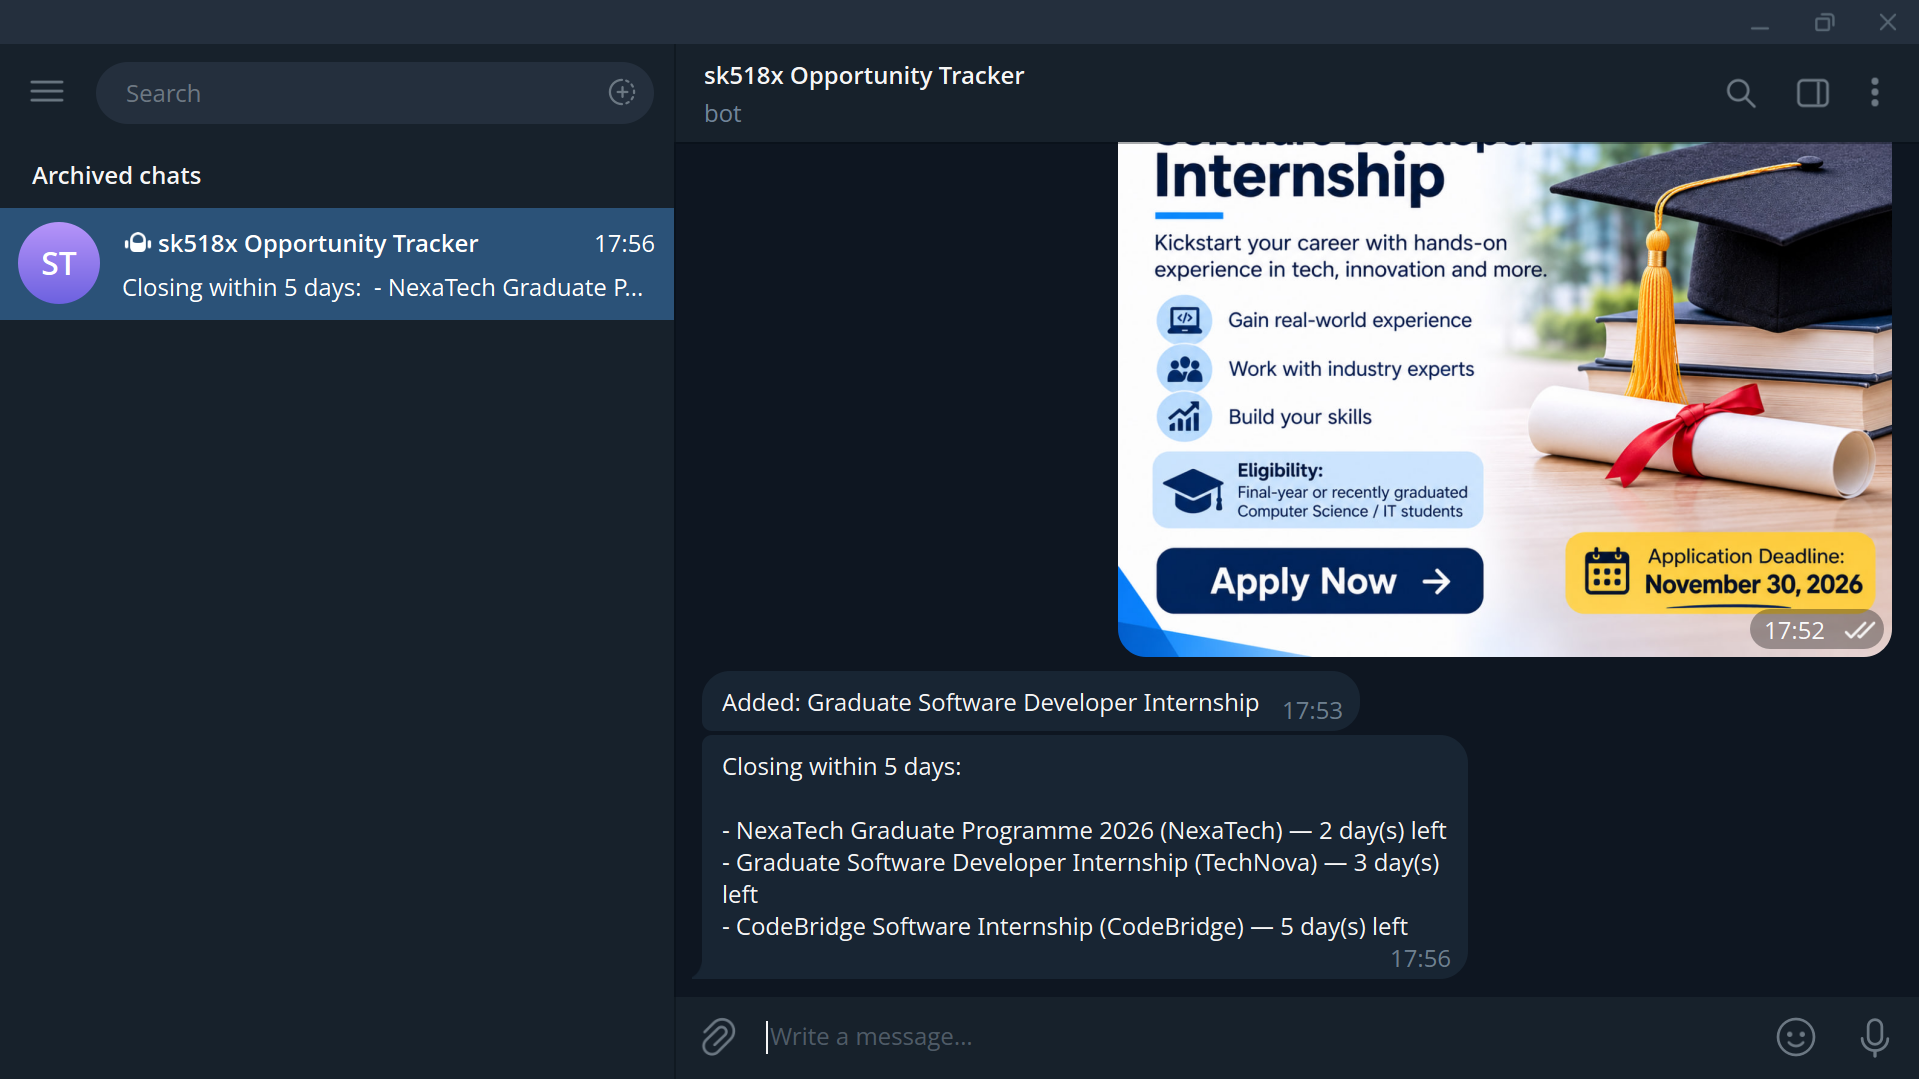 Search
Archived chats
ST
sk518x Opportunity Tracker
17:56
Closing within 5 days:  - NexaTech Graduate P...
sk518x Opportunity Tracker
bot
Software Developer
Internship
Kickstart your career with hands-on
experience in tech, innovation and more.
Gain real-world experience
Work with industry experts
Build your skills
Eligibility:
Final-year or recently graduated
Computer Science / IT students
Apply Now
Application Deadline:
November 30, 2026
17:52
Added: Graduate Software Developer Internship
17:53
Closing within 5 days:
- NexaTech Graduate Programme 2026 (NexaTech) — 2 day(s) left
- Graduate Software Developer Internship (TechNova) — 3 day(s)
left
- CodeBridge Software Internship (CodeBridge) — 5 day(s) left
17:56
Write a message...